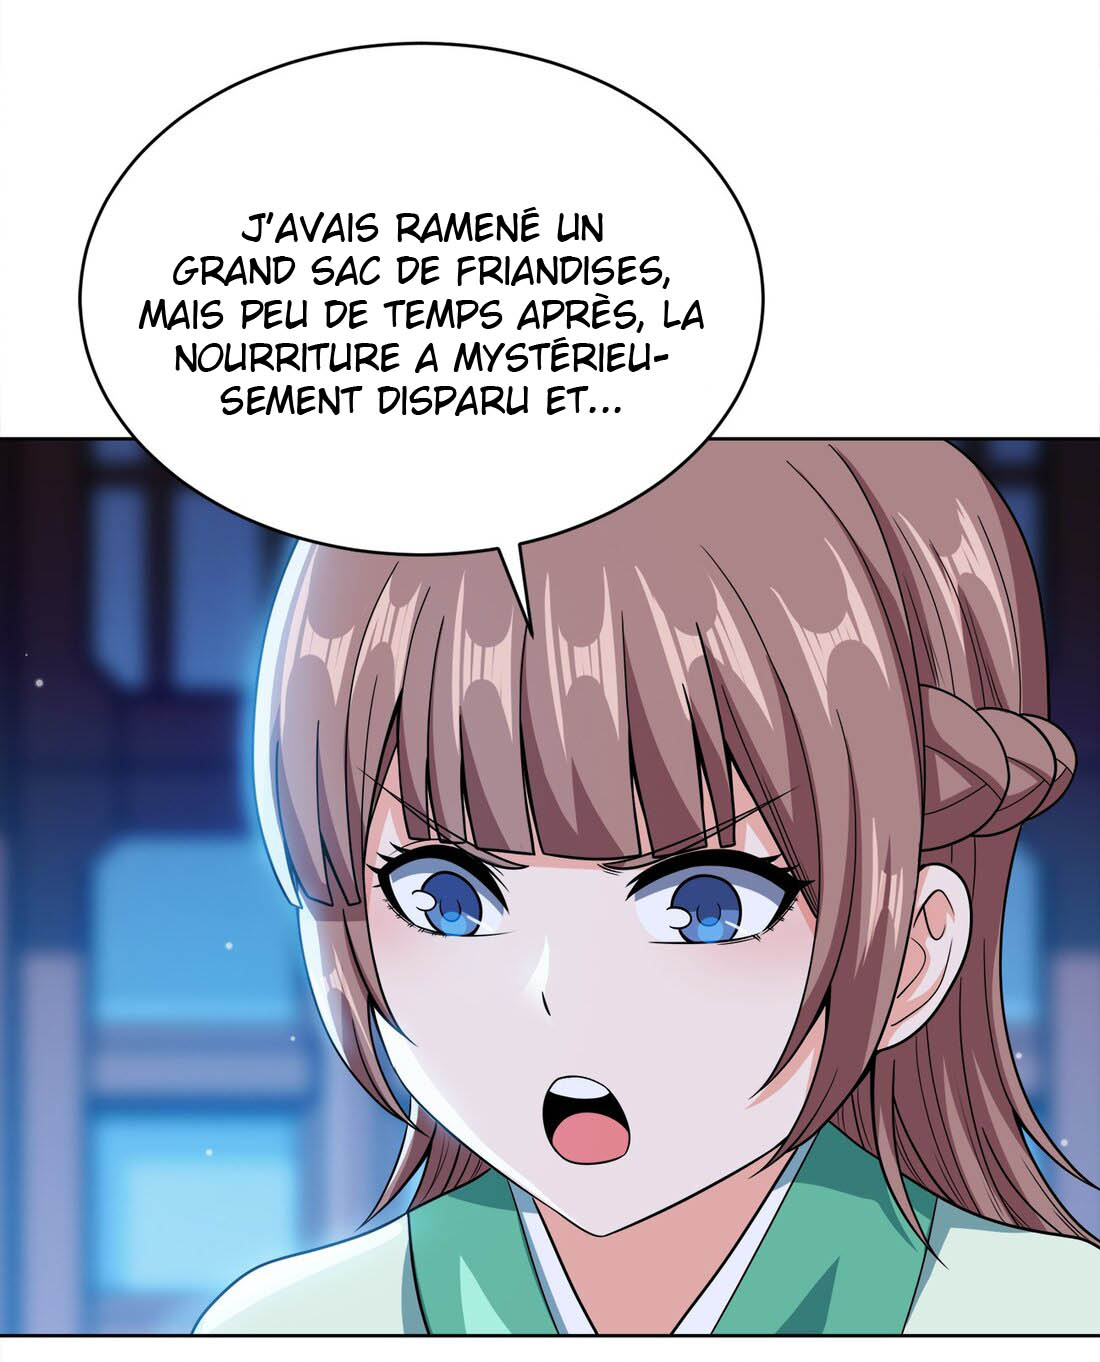 J'AVAIS RAMENÉ UN
GRAND SAC DE FRIANDISES,
MAIS PEU DE TEMPS APRÈS, LA
NOURRITURE A MYSTÉRIEU-
SEMENT DISPARU ET...